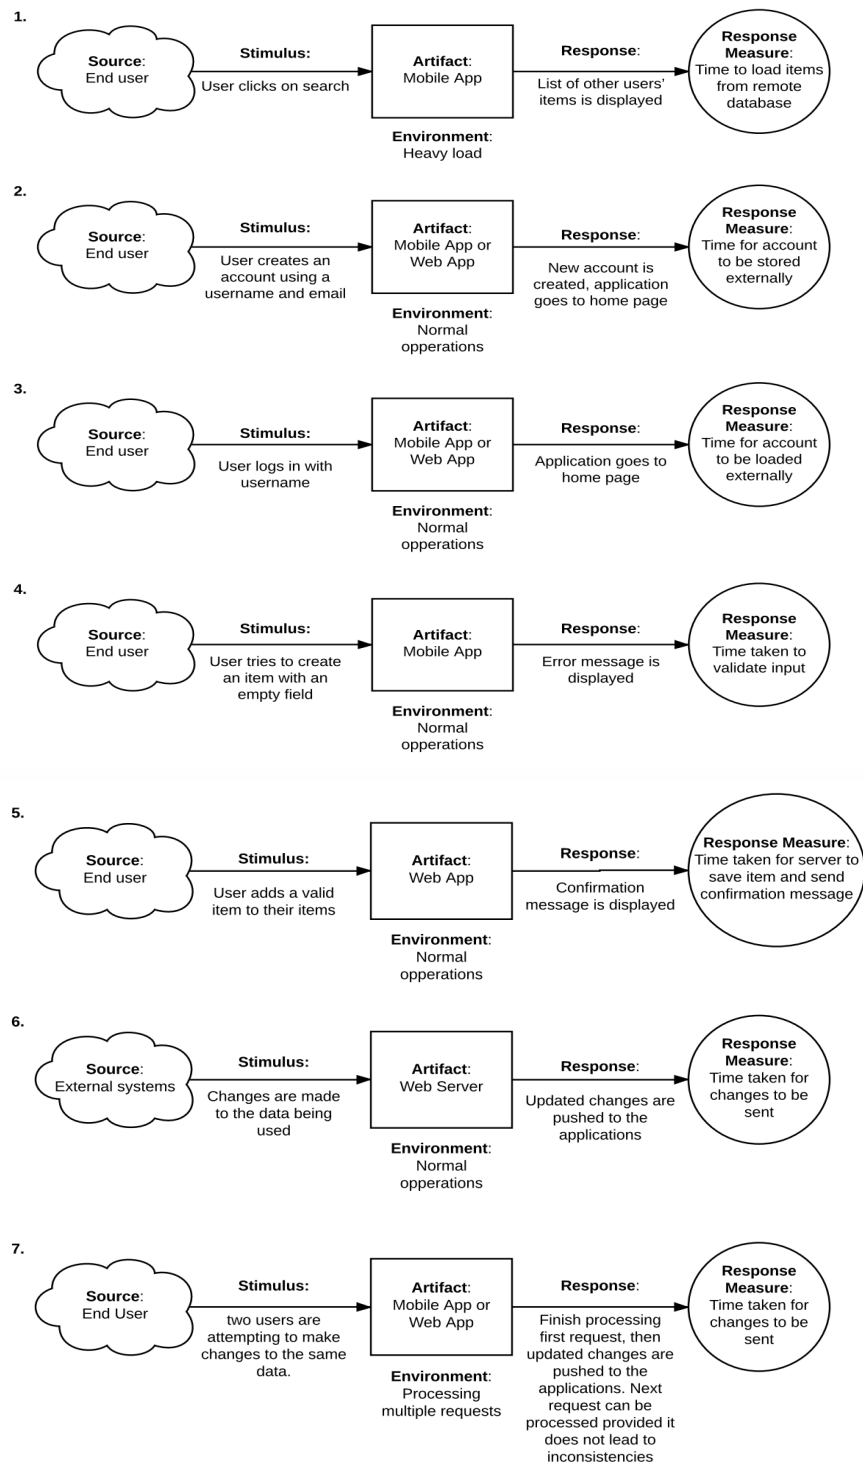 1.
Source:
End user
Stimulus:
User clicks on search
Artifact:
Mobile App
Environment:
Heavy load
Response:
List of other users'
items is displayed
Response
Measure:
Time to load items
from remote
database
2.
Source:
End user
Stimulus:
User creates an
account using a
username and email
Artifact:
Mobile App or
Web App
Environment:
Normal
opperations
Response:
New account is
created, application
goes to home page
Response
Measure:
Time for account
to be stored
externally
3.
Source:
End user
Stimulus:
User logs in with
username
Artifact:
Mobile App or
Web App
Environment:
Normal
opperations
Response:
Application goes to
home page
Response
Measure:
Time for account
to be loaded
externally
4.
Source:
End user
Stimulus:
User tries to create
an item with an
empty field
Artifact:
Mobile App
Environment:
Normal
opperations
Response:
Error message is
displayed
Response
Measure:
Time taken to
validate input
5.
Source:
End user
Stimulus:
User adds a valid
item to their items
Artifact:
Web App
Environment:
Normal
opperations
Response:
Confirmation
message is displayed
Response Measure:
Time taken for server to
save item and send
confirmation message
6.
Source:
External systems
Stimulus:
Changes are made
to the data being
used
Artifact:
Web Server
Environment:
Normal
opperations
Response:
Updated changes are
pushed to the
applications
Response
Measure:
Time taken for
changes to be
sent
7.
Source:
End User
Stimulus:
two users are
attempting to make
changes to the same
data.
Artifact:
Mobile App or
Web App
Environment:
Processing
multiple requests
Response:
Finish processing
first request, then
updated changes are
pushed to the
applications. Next
request can be
processed provided it
does not lead to
inconsistencies
Response
Measure:
Time taken for
changes to be
sent